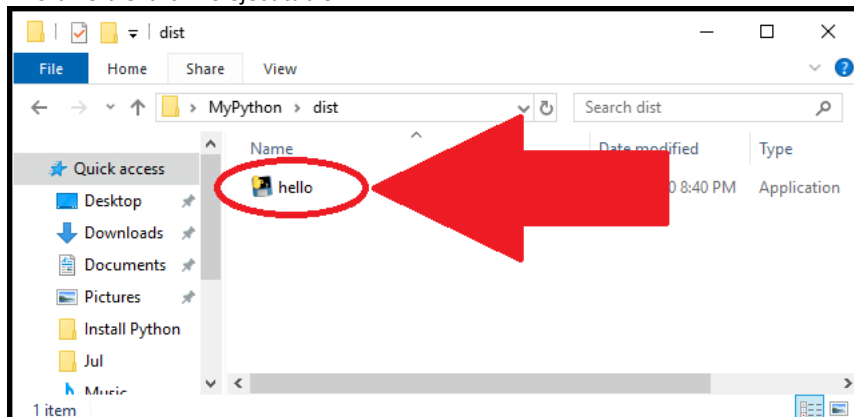 dist
File Home Share View
MyPython > dist
Search dist
Name
Date modified
Type
Quick access
hello
0 8:40 PM
Application
Desktop
Downloads
Documents
Pictures
Install Python
Jul
Music
1 item